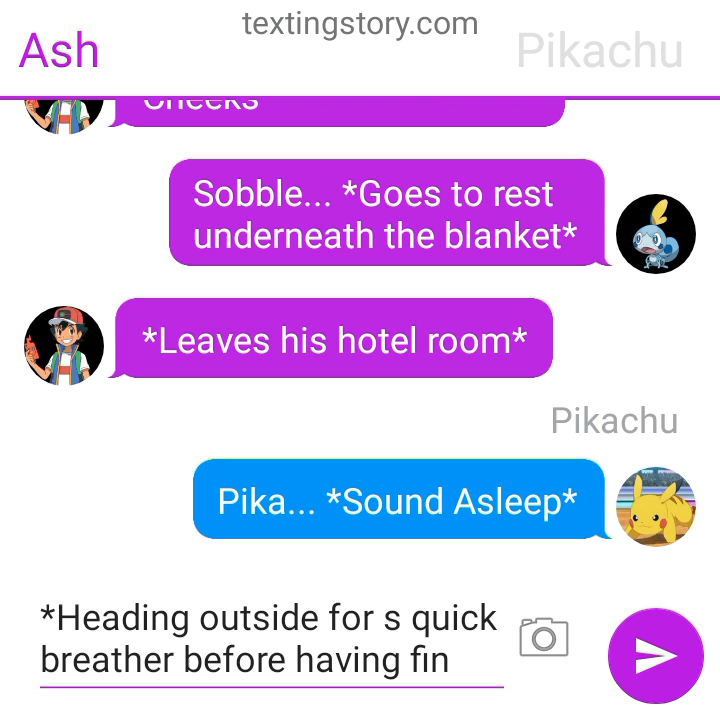 textingstory.com
Ash
Pikachu
Cheeks
Sobble... *Goes to rest
underneath the blanket*
*Leaves his hotel room*
Pikachu
Pika... *Sound Asleep*
*Heading outside for s quick
breather before having fin